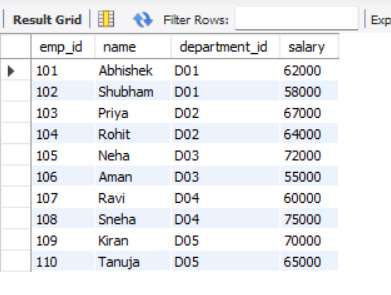 Result Grid Filter Rows: Exp
emp_id name department_id salary
101 Abhishek D01 62000
102 Shubham D01 58000
103 Priya D02 67000
104 Rohit D02 64000
105 Neha D03 72000
106 Aman D03 55000
107 Ravi D04 60000
108 Sneha D04 75000
109 Kiran D05 70000
110 Tanuja D05 65000